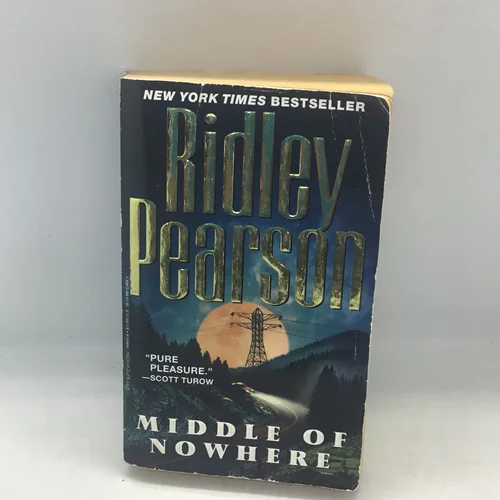 NEW YORK TIMES BESTSELLER
Ridley
Pearson
“PURE
PLEASURE.”
—SCOTT TUROW
MIDDLE OF
NOWHERE